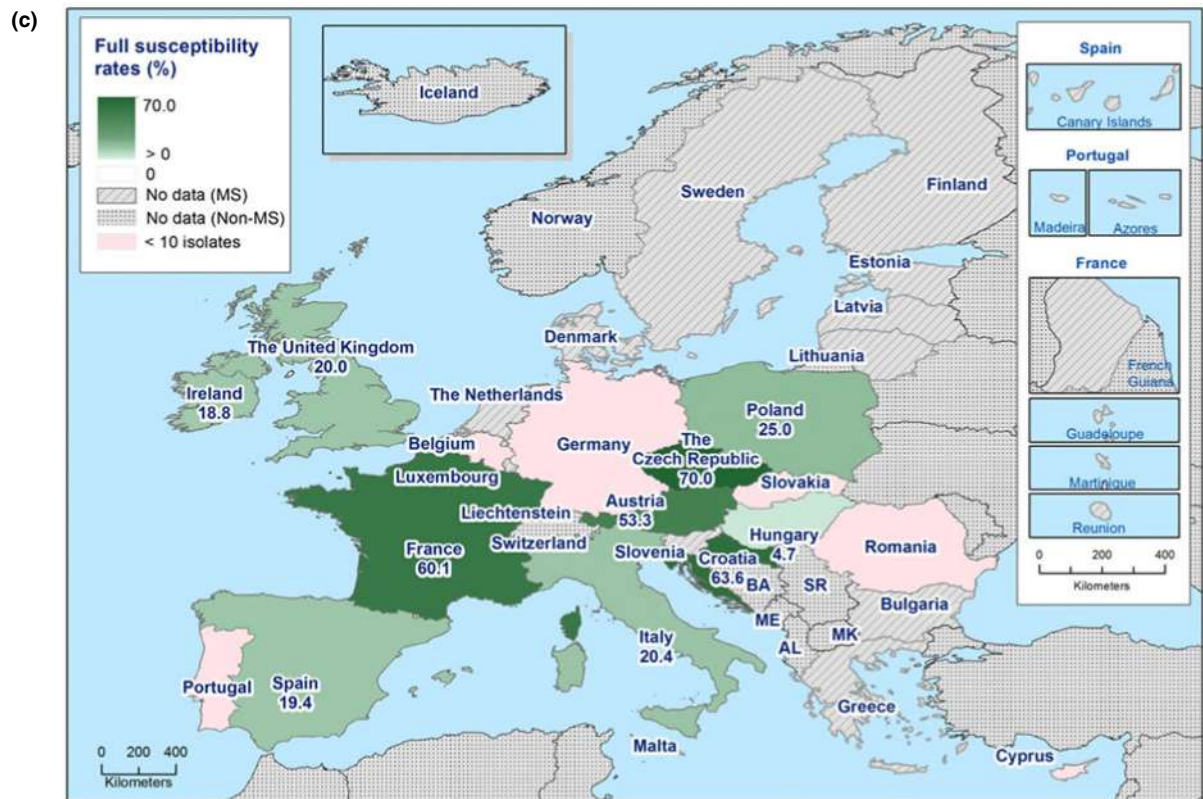 (c)
Full susceptibility
rates (%)
70.0
> 0
0
No data (MS)
No data (Non-MS)
< 10 isolates
Iceland
Norway
Sweden
Finland
Estonia
Latvia
Lithuania
Denmark
The United Kingdom
20.0
Ireland
18.8
The Netherlands
Belgium
Luxembourg
Germany
Poland
25.0
The
Czech Republic
70.0
Slovakia
Liechtenstein
Austria
53.3
Switzerland
France
60.1
Slovenia
Croatia
63.6
Hungary
4.7
Romania
BA
SR
Bulgaria
ME
MK
AL
Italy
20.4
Greece
Portugal
Spain
19.4
Malta
Cyprus
0 200 400
Kilometers
Spain
Canary Islands
Portugal
Madeira
Azores
France
French
Guiana
Guadeloupe
Martinique
Reunion
0 200 400
Kilometers